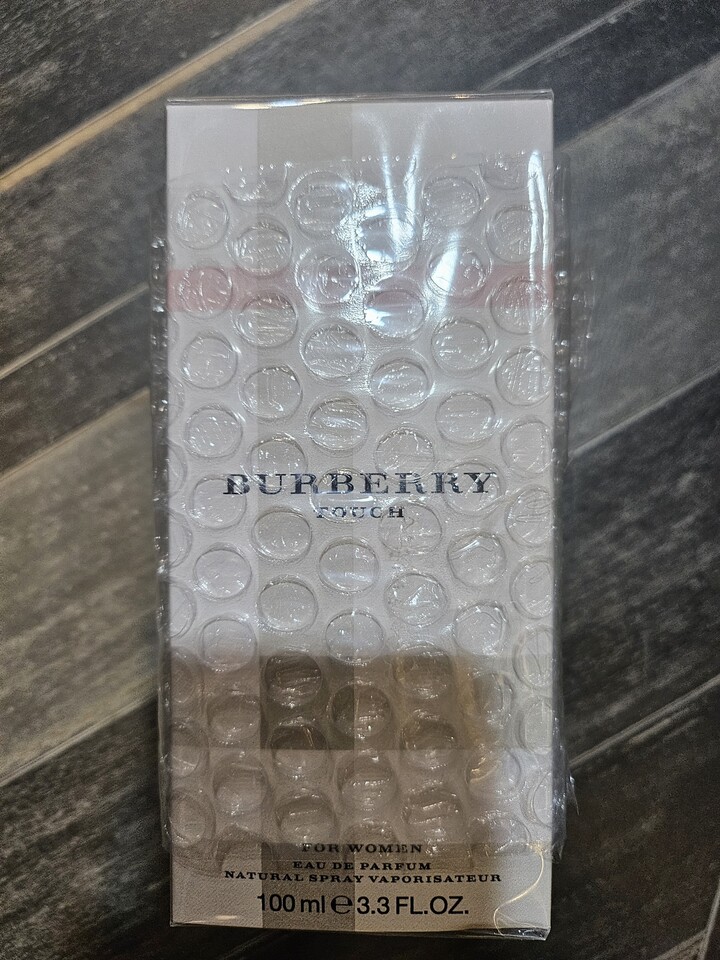 BURBERRY
TOUCH
FOR WOMEN
EAU DE PARFUM
NATURAL SPRAY VAPORISATEUR
100 ml ℮ 3.3 FL.OZ.